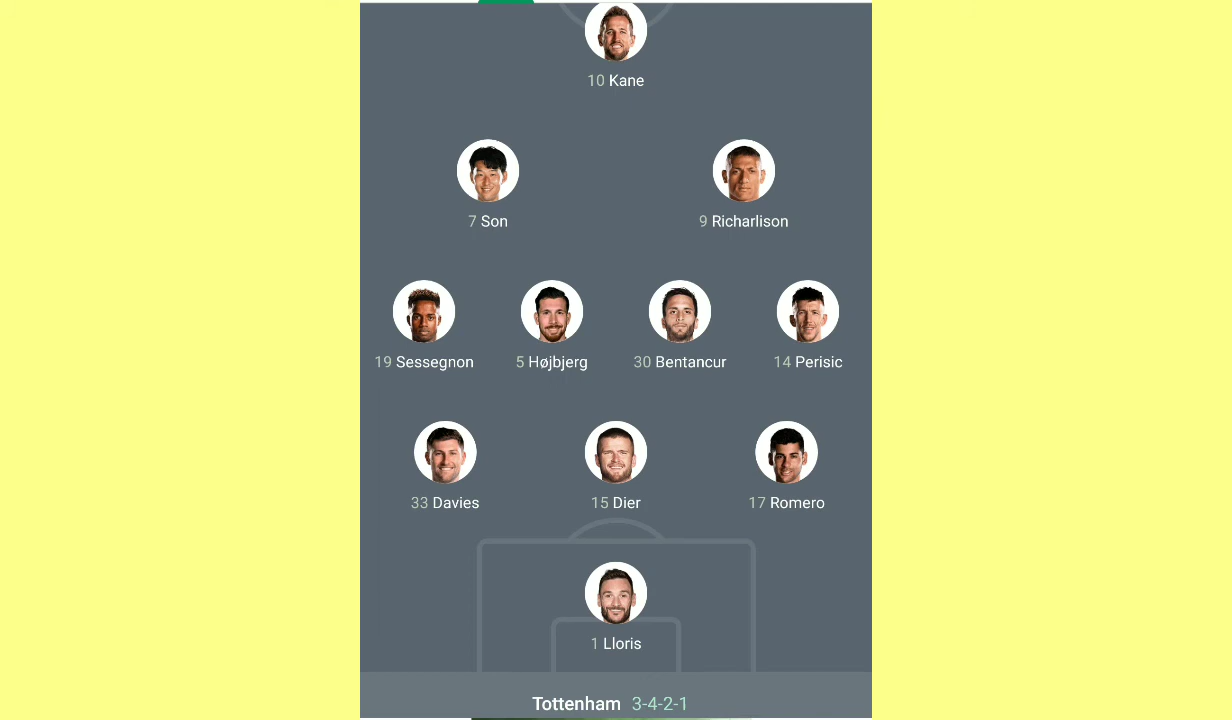 10 Kane
7 Son
9 Richarlison
19 Sessegnon
5 Højbjerg
30 Bentancur
14 Perisic
33 Davies
15 Dier
17 Romero
1 Lloris
Tottenham 3-4-2-1